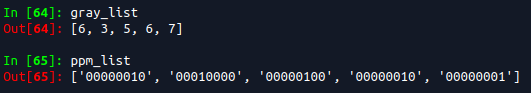 In [64]: gray_list
Out[64]: [6, 3, 5, 6, 7]
In [65]: ppm_list
Out[65]: ['00000010', '00010000', '00000100', '00000010', '00000001']